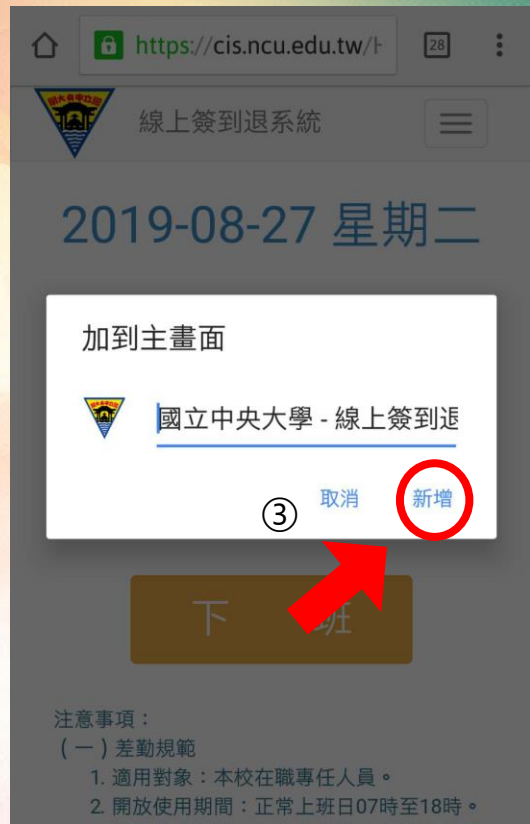 https://cis.ncu.edu.tw/
28
線上簽到退系統
2019-08-27 星期二
加到主畫面
國立中央大學 - 線上簽到退
取消
新增
③
下 班
注意事項：
(一)差勤規範
1. 適用對象：本校在職專任人員。
2. 開放使用期間：正常上班日07時至18時。